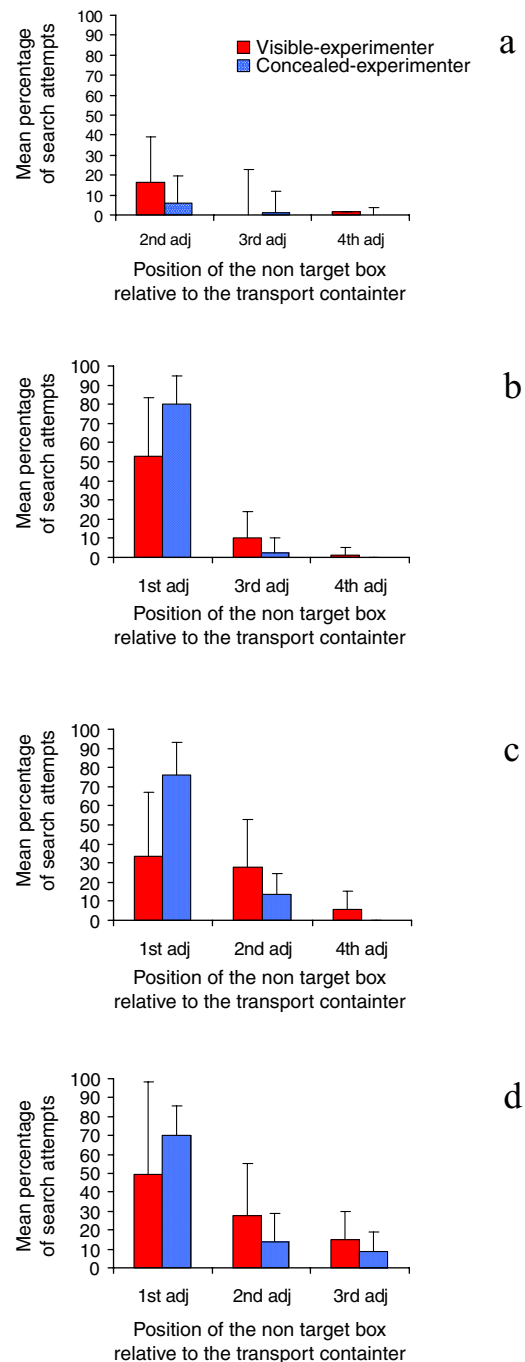 a
Visible-experimenter
Concealed-experimenter
Mean percentage
of search attempts
100
90
80
70
60
50
40
30
20
10
0
2nd adj 3rd adj 4th adj
Position of the non target box
relative to the transport containter
b
Mean percentage
of search attempts
100
90
80
70
60
50
40
30
20
10
0
1st adj 3rd adj 4th adj
Position of the non target box
relative to the transport containter
c
Mean percentage
of search attempts
100
90
80
70
60
50
40
30
20
10
0
1st adj 2nd adj 4th adj
Position of the non target box
relative to the transport containter
d
Mean percentage
of search attempts
100
90
80
70
60
50
40
30
20
10
0
1st adj 2nd adj 3rd adj
Position of the non target box
relative to the transport containter